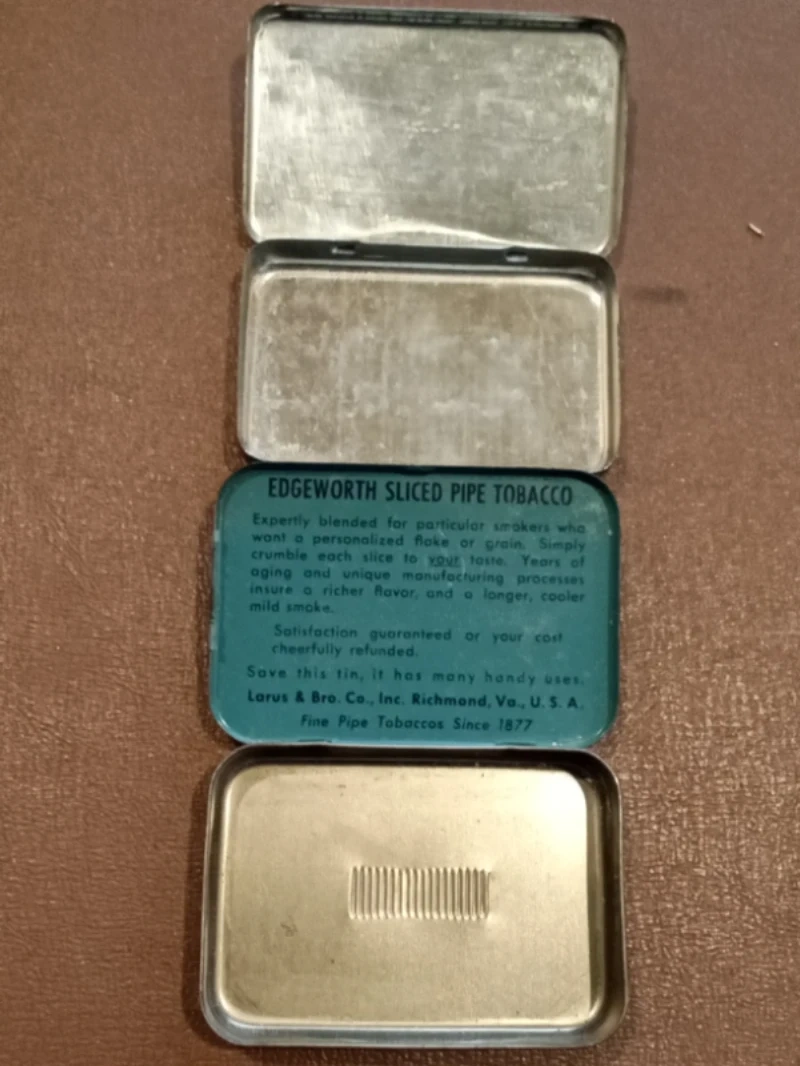 EDGEWORTH SLICED PIPE TOBACCO
Expertly blended for particular smokers who
want a personalized flake or grain. Simply
crumble each slice to your taste. Years of
aging and unique manufacturing processes
insure a richer flavor, and a longer, cooler
mild smoke.
Satisfaction guaranteed or your cost
cheerfully refunded.
Save this tin, it has many handy uses.
Larus & Bro. Co., Inc. Richmond, Va., U. S. A.
Fine Pipe Tobaccos Since 1877